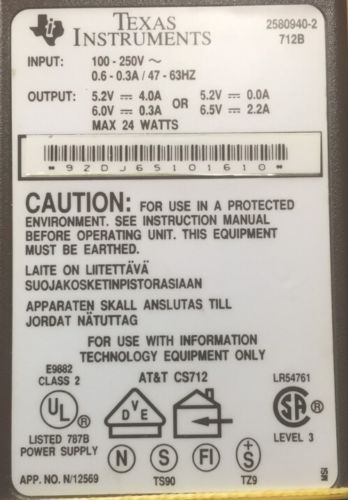 TEXAS INSTRUMENTS
2580940-2
712B
INPUT: 100 - 250V ~
0.6 - 0.3A / 47 - 63HZ
OUTPUT: 5.2V ⎓ 4.0A OR 5.2V ⎓ 0.0A
6.0V ⎓ 0.3A 6.5V ⎓ 2.2A
MAX 24 WATTS
*9ZDJ65101610*
CAUTION: FOR USE IN A PROTECTED
ENVIRONMENT. SEE INSTRUCTION MANUAL
BEFORE OPERATING UNIT. THIS EQUIPMENT
MUST BE EARTHED.
LAITE ON LIITETTÄVÄ
SUOJAKOSKETINPISTORASIAAN
APPARATEN SKALL ANSLUTAS TILL
JORDAT NÄTUTTAG
FOR USE WITH INFORMATION
TECHNOLOGY EQUIPMENT ONLY
E9882
CLASS 2
AT&T CS712
LR54761
UL
DVE
SA
LISTED 787B
POWER SUPPLY
LEVEL 3
N S FI +S
APP. NO. N/12569
TS90
TZ9
MSI